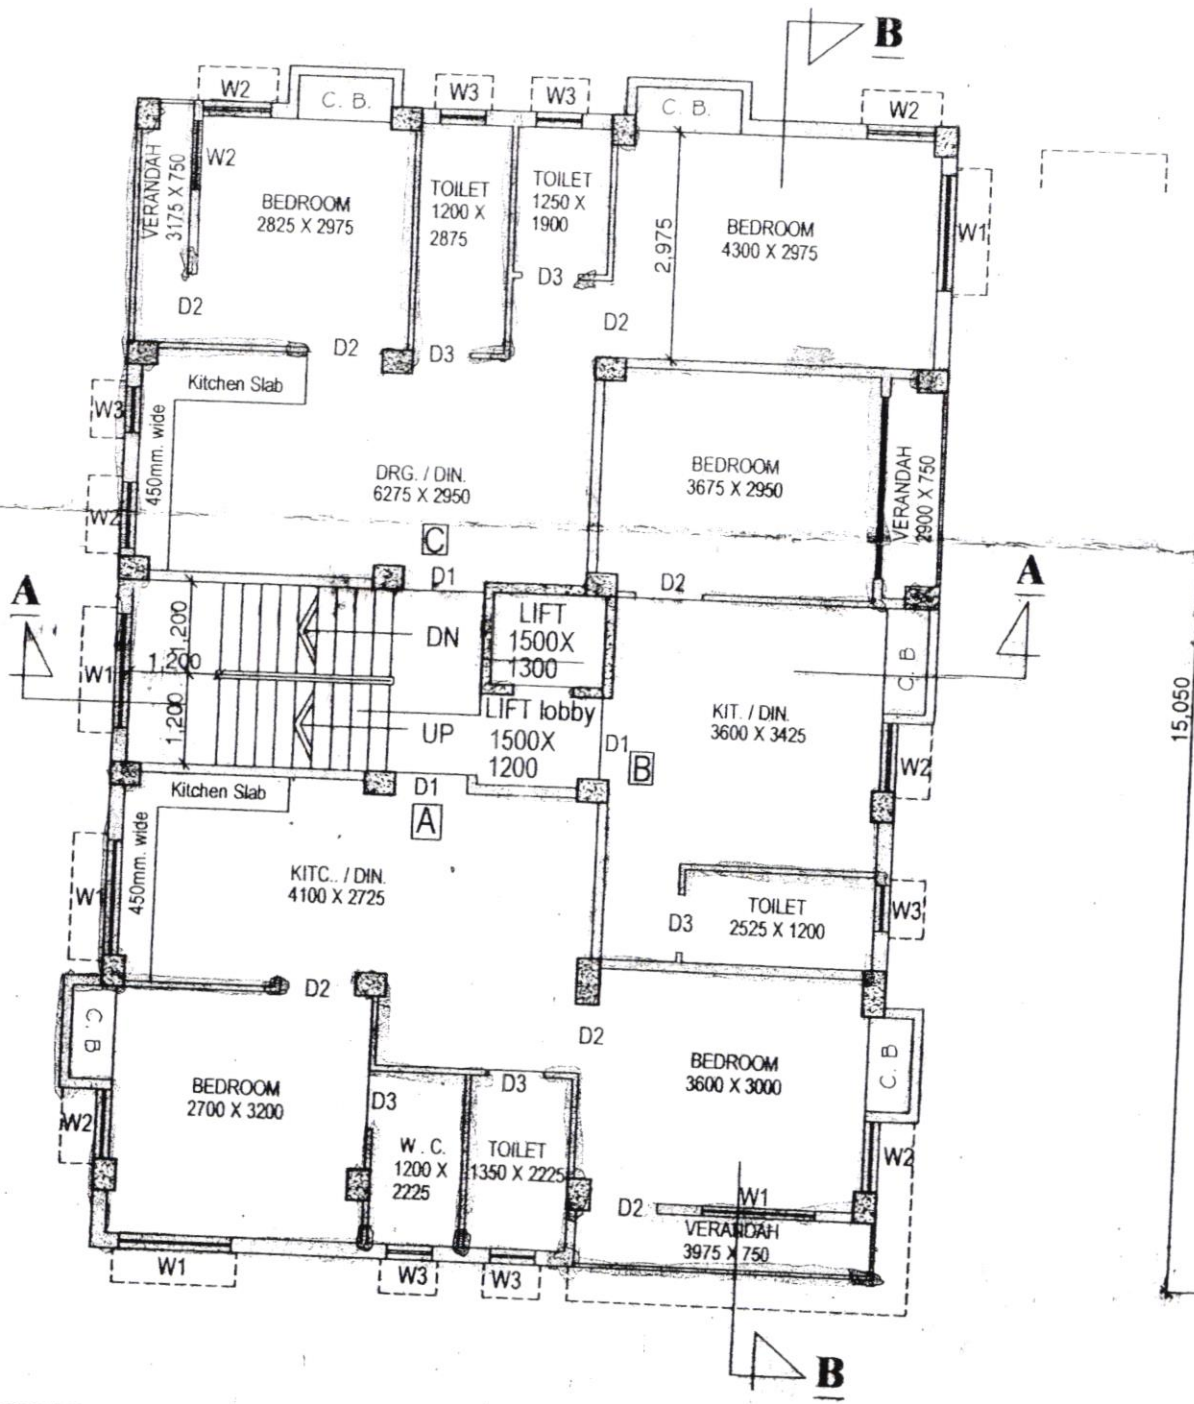 B
W2
C. B.
W3
W3
C. B.
W2
VERANDAH
3175 X 750
W2
BEDROOM
2825 X 2975
TOILET
1200 X
2875
TOILET
1250 X
1900
2,975
BEDROOM
4300 X 2975
W1
D2
D3
D2
D2
D3
Kitchen Slab
W3
450mm. wide
DRG. / DIN.
6275 X 2950
BEDROOM
3675 X 2950
VERANDAH
2900 X 750
W2
C
D1
D2
A
A
1,200
DN
LIFT
1500X
1300
1,200
W1
C. B
1,200
UP
LIFT lobby
1500X
1200
D1
B
KIT. / DIN.
3600 X 3425
15,050
W2
Kitchen Slab
D1
A
450mm. wide
W1
KITC.. / DIN.
4100 X 2725
D3
TOILET
2525 X 1200
W3
D2
C. B
D2
BEDROOM
3600 X 3000
C. B
BEDROOM
2700 X 3200
D3
D3
W2
W . C.
1200 X
2225
TOILET
1350 X 2225
W2
D2
W1
VERANDAH
3975 X 750
W1
W3
W3
B